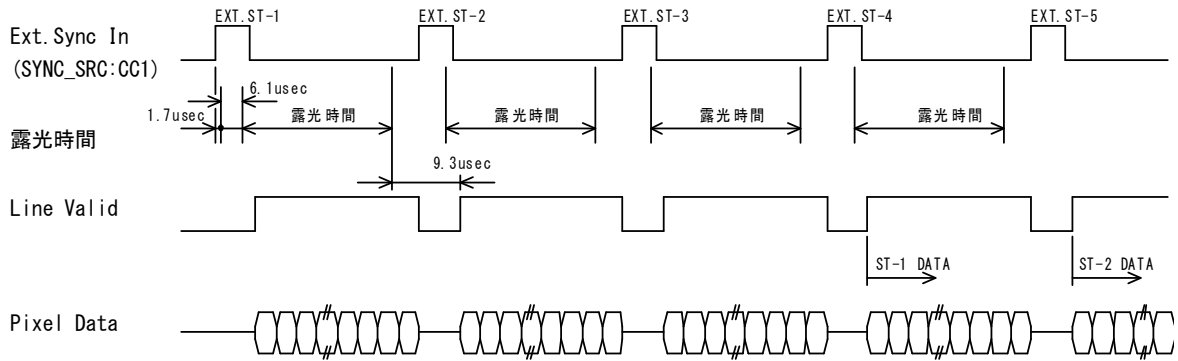 EXT.ST-1 EXT.ST-2 EXT.ST-3 EXT.ST-4 EXT.ST-5
Ext.Sync In
(SYNC_SRC:CC1)
6.1usec
1.7usec
露光時間 露光時間 露光時間 露光時間
露光時間
9.3usec
Line Valid
ST-1 DATA ST-2 DATA
Pixel Data